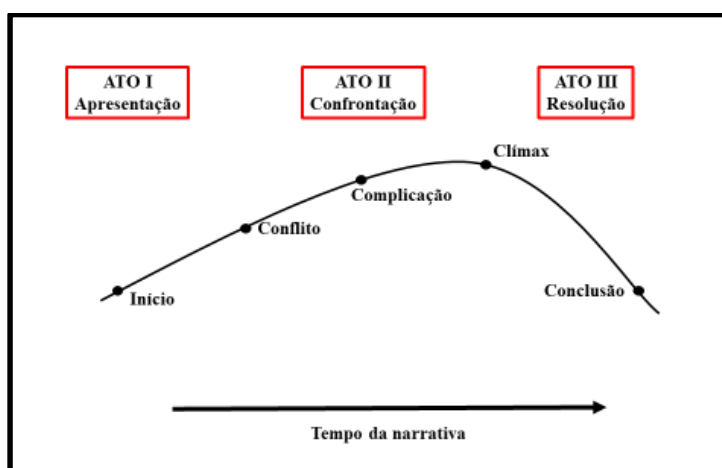 ATO I
Apresentação
ATO II
Confrontação
ATO III
Resolução
Clímax
Complicação
Conflito
Início
Conclusão
Tempo da narrativa